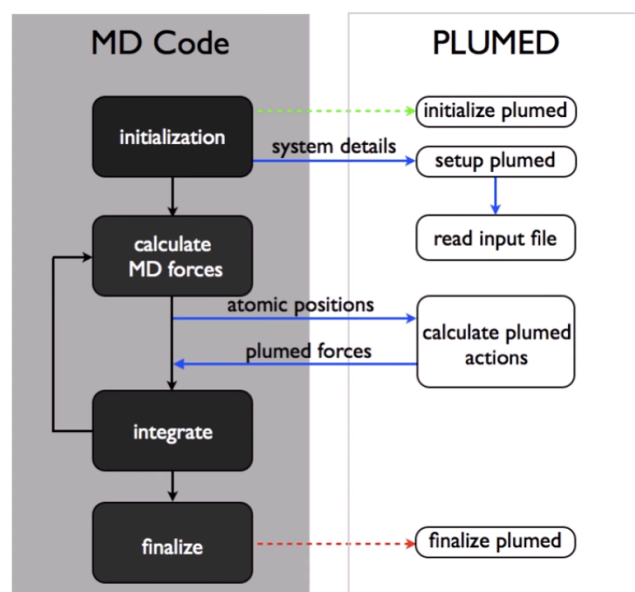 MD Code
PLUMED
initialization
initialize plumed
system details
setup plumed
calculate
MD forces
read input file
atomic positions
calculate plumed
actions
plumed forces
integrate
finalize
finalize plumed